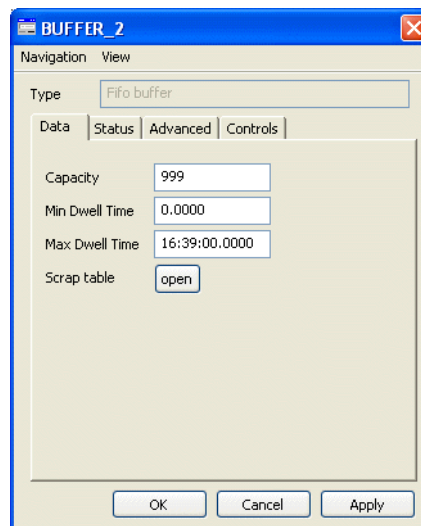 BUFFER_2
Navigation View
Type Fifo buffer
Data Status Advanced Controls
Capacity 999
Min Dwell Time 0.0000
Max Dwell Time 16:39:00.0000
Scrap table open
OK Cancel Apply